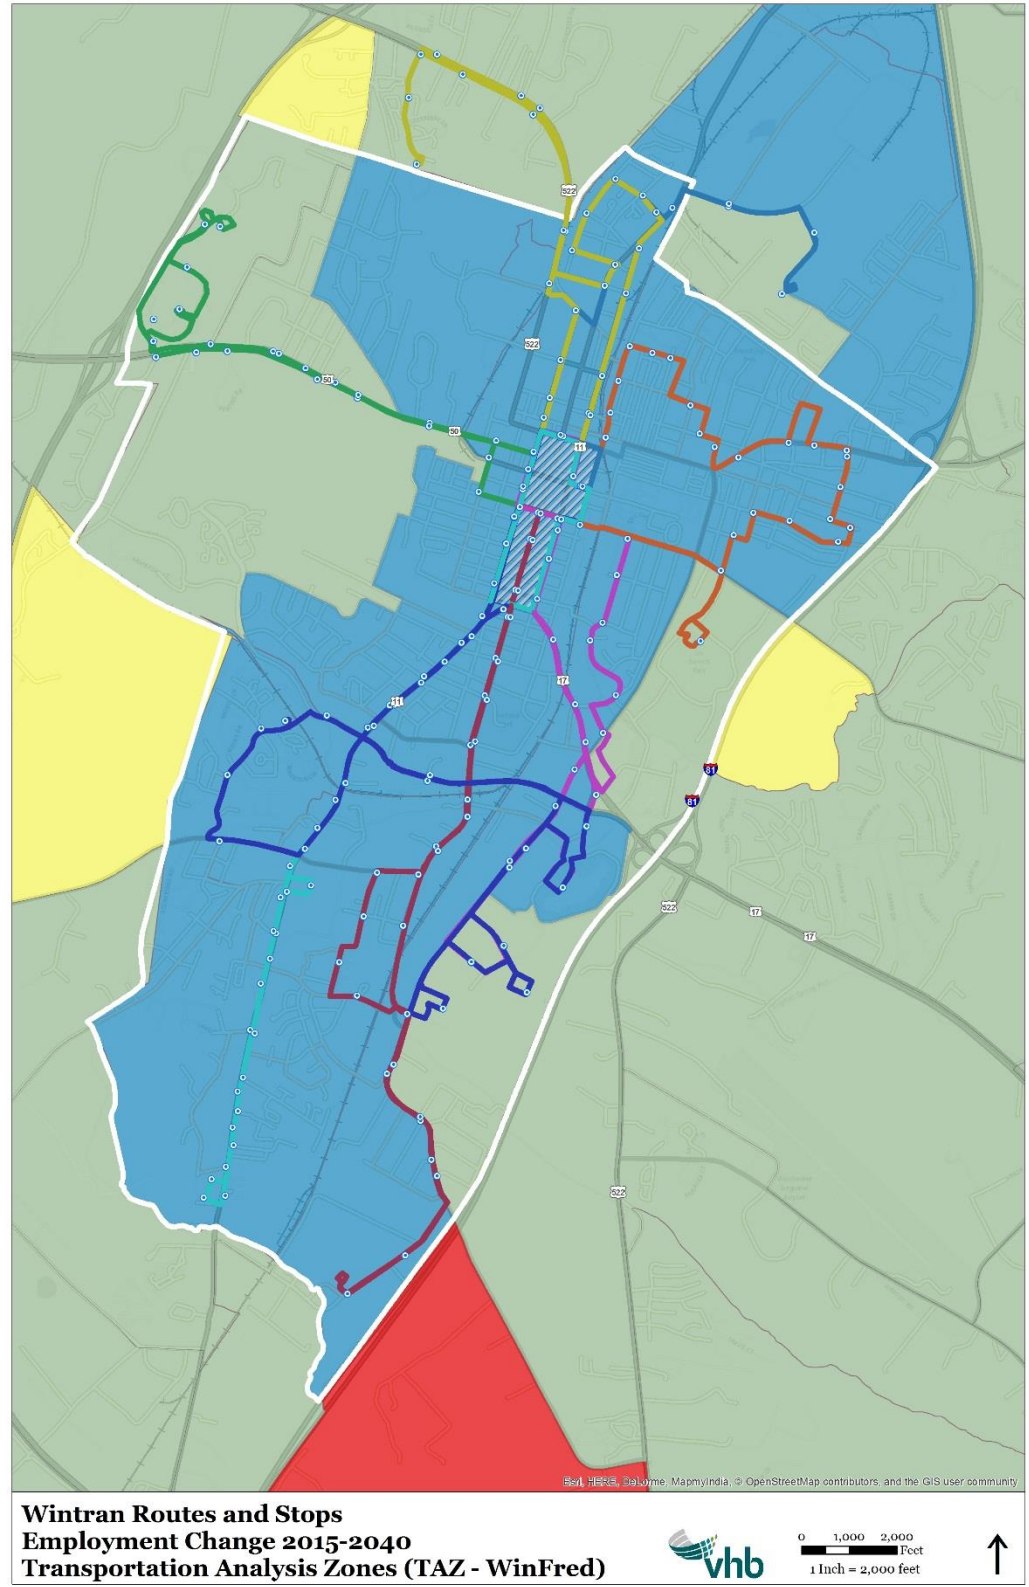 522
522
50
50
11
11
17
81
81
522
17
17
522
Esri, HERE, DeLorme, MapmyIndia, © OpenStreetMap contributors, and the GIS user community
Wintran Routes and Stops
Employment Change 2015-2040
Transportation Analysis Zones (TAZ - WinFred)
vhb
0 1,000 2,000
Feet
1 Inch = 2,000 feet